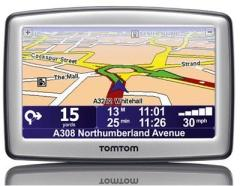 Cockspur Street
Strand
The Mall
A3212 Whitehall
15
yards
13 m
25 min
11:01
11:26
30 mph
A308 Northumberland Avenue
TOMTOM